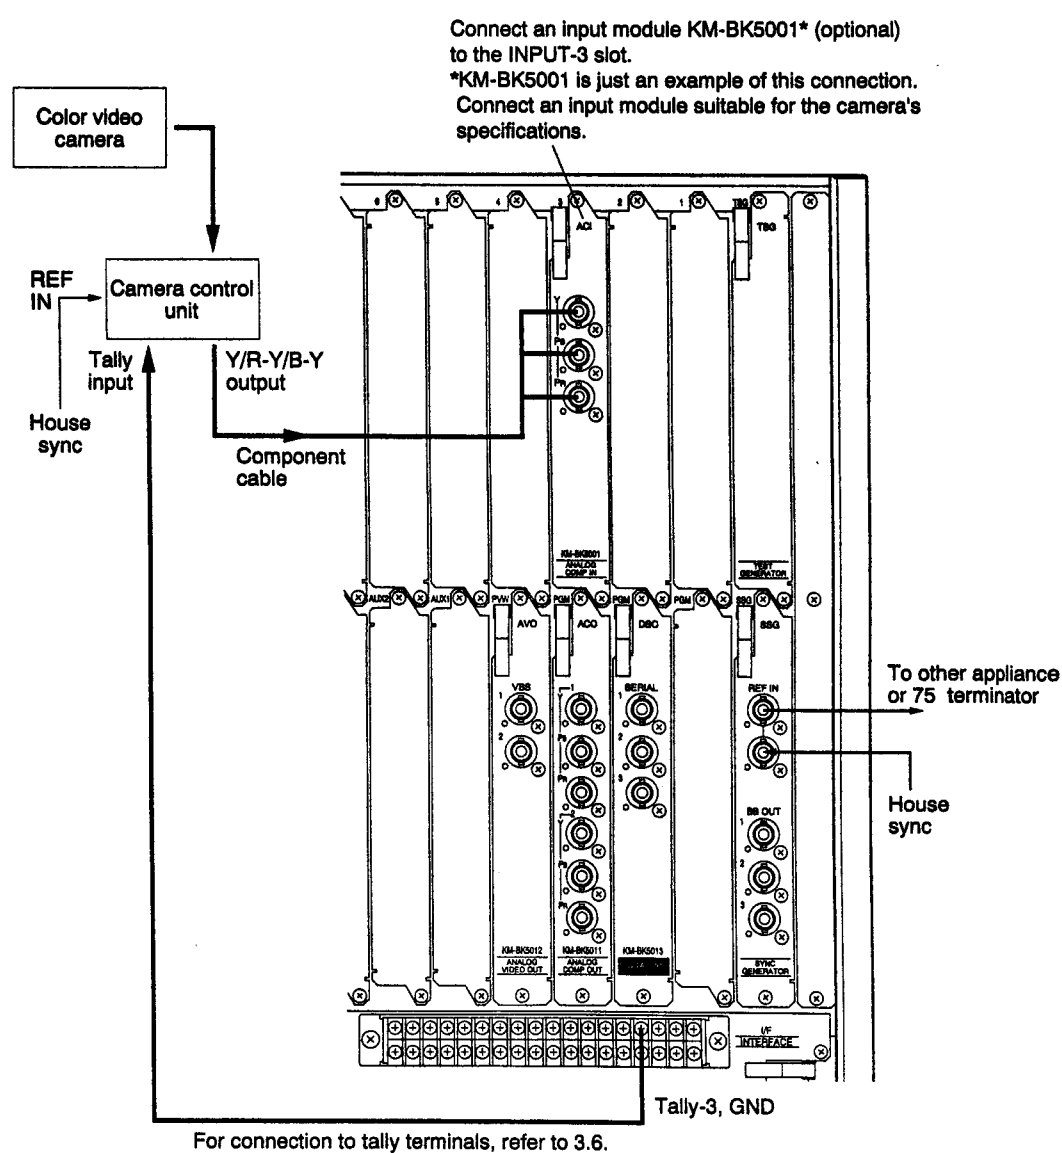 Connect an input module KM-BK5001* (optional)
to the INPUT-3 slot.
*KM-BK5001 is just an example of this connection.
Connect an input module suitable for the camera's
specifications.
Color video
camera
6
5
4
3
2
1
TSG
ACI
TSG
REF
IN
Camera control
unit
Y
PB
PR
Tally
input
Y/R-Y/B-Y
output
House
sync
Component
cable
KM-BK5001
ANALOG
COMP IN
TEST
GENERATOR
AUX2
AUX1
PVW
PGM
PGM
PGM
SSG
AVO
ACO
DSC
SSG
To other appliance
or 75 terminator
VBS
1
2
1
Y
PB
PR
2
Y
PB
PR
SERIAL
1
2
3
REF IN
House
sync
BB OUT
1
2
3
KM-BK5012
ANALOG
VIDEO OUT
KM-BK5011
ANALOG
COMP OUT
KM-BK5013
SYNC
GENERATOR
I/F
INTERFACE
Tally-3, GND
For connection to tally terminals, refer to 3.6.